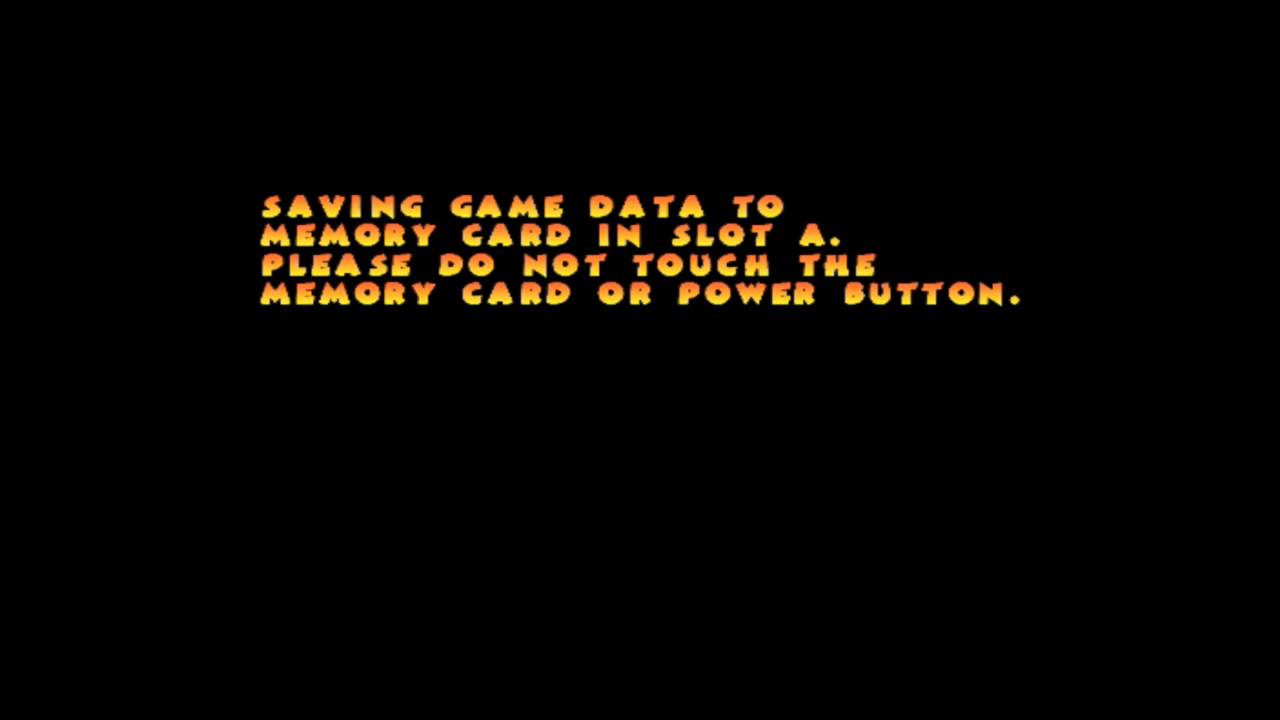 SAVING GAME DATA TO
MEMORY CARD IN SLOT A.
PLEASE DO NOT TOUCH THE
MEMORY CARD OR POWER BUTTON.